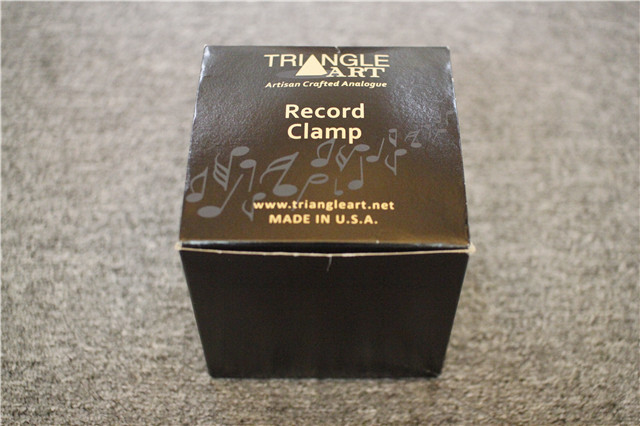 TRIANGLE
ART
Artisan Crafted Analogue
Record
Clamp
www.triangleart.net
MADE IN U.S.A.